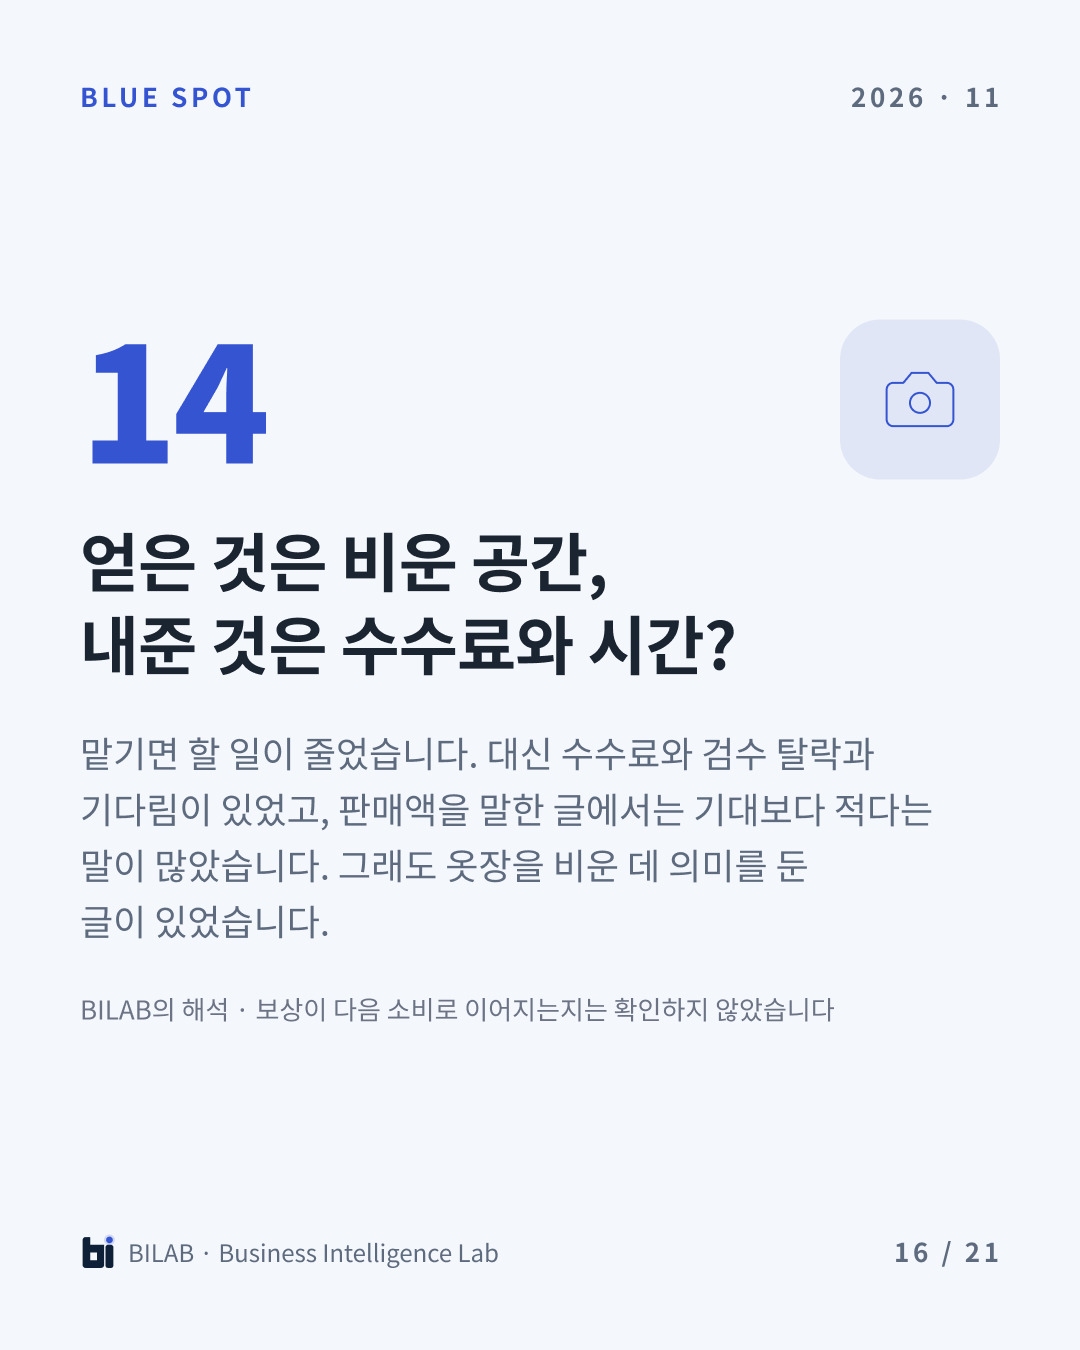 BLUE SPOT
2026 · 11
14
얻은 것은 비운 공간,
내준 것은 수수료와 시간?
맡기면 할 일이 줄었습니다. 대신 수수료와 검수 탈락과
기다림이 있었고, 판매액을 말한 글에서는 기대보다 적다는
말이 많았습니다. 그래도 옷장을 비운 데 의미를 둔
글이 있었습니다.
BILAB의 해석 · 보상이 다음 소비로 이어지는지는 확인하지 않았습니다
bi BILAB · Business Intelligence Lab
16 / 21